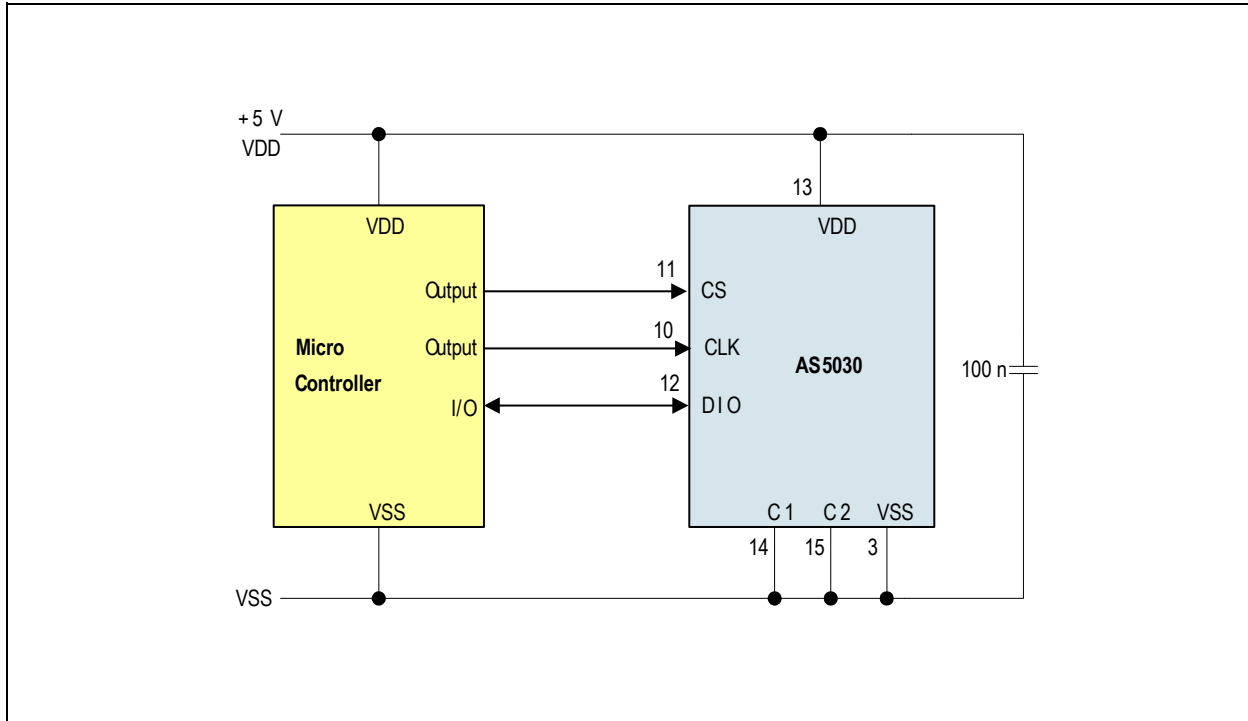 +5 V
VDD
13
VDD
VDD
11
Output
CS
10
Micro
Controller
Output
CLK
AS5030
100 n
12
I/O
DIO
VSS
C1
C2
VSS
14
15
3
VSS